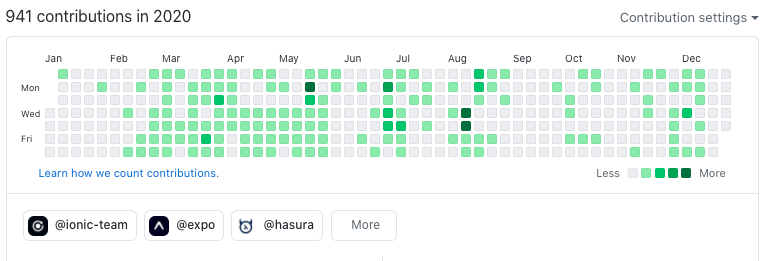 941 contributions in 2020
Contribution settings
Jan Feb Mar Apr May Jun Jul Aug Sep Oct Nov Dec
Mon
Wed
Fri
Learn how we count contributions.
Less More
@ionic-team @expo @hasura More